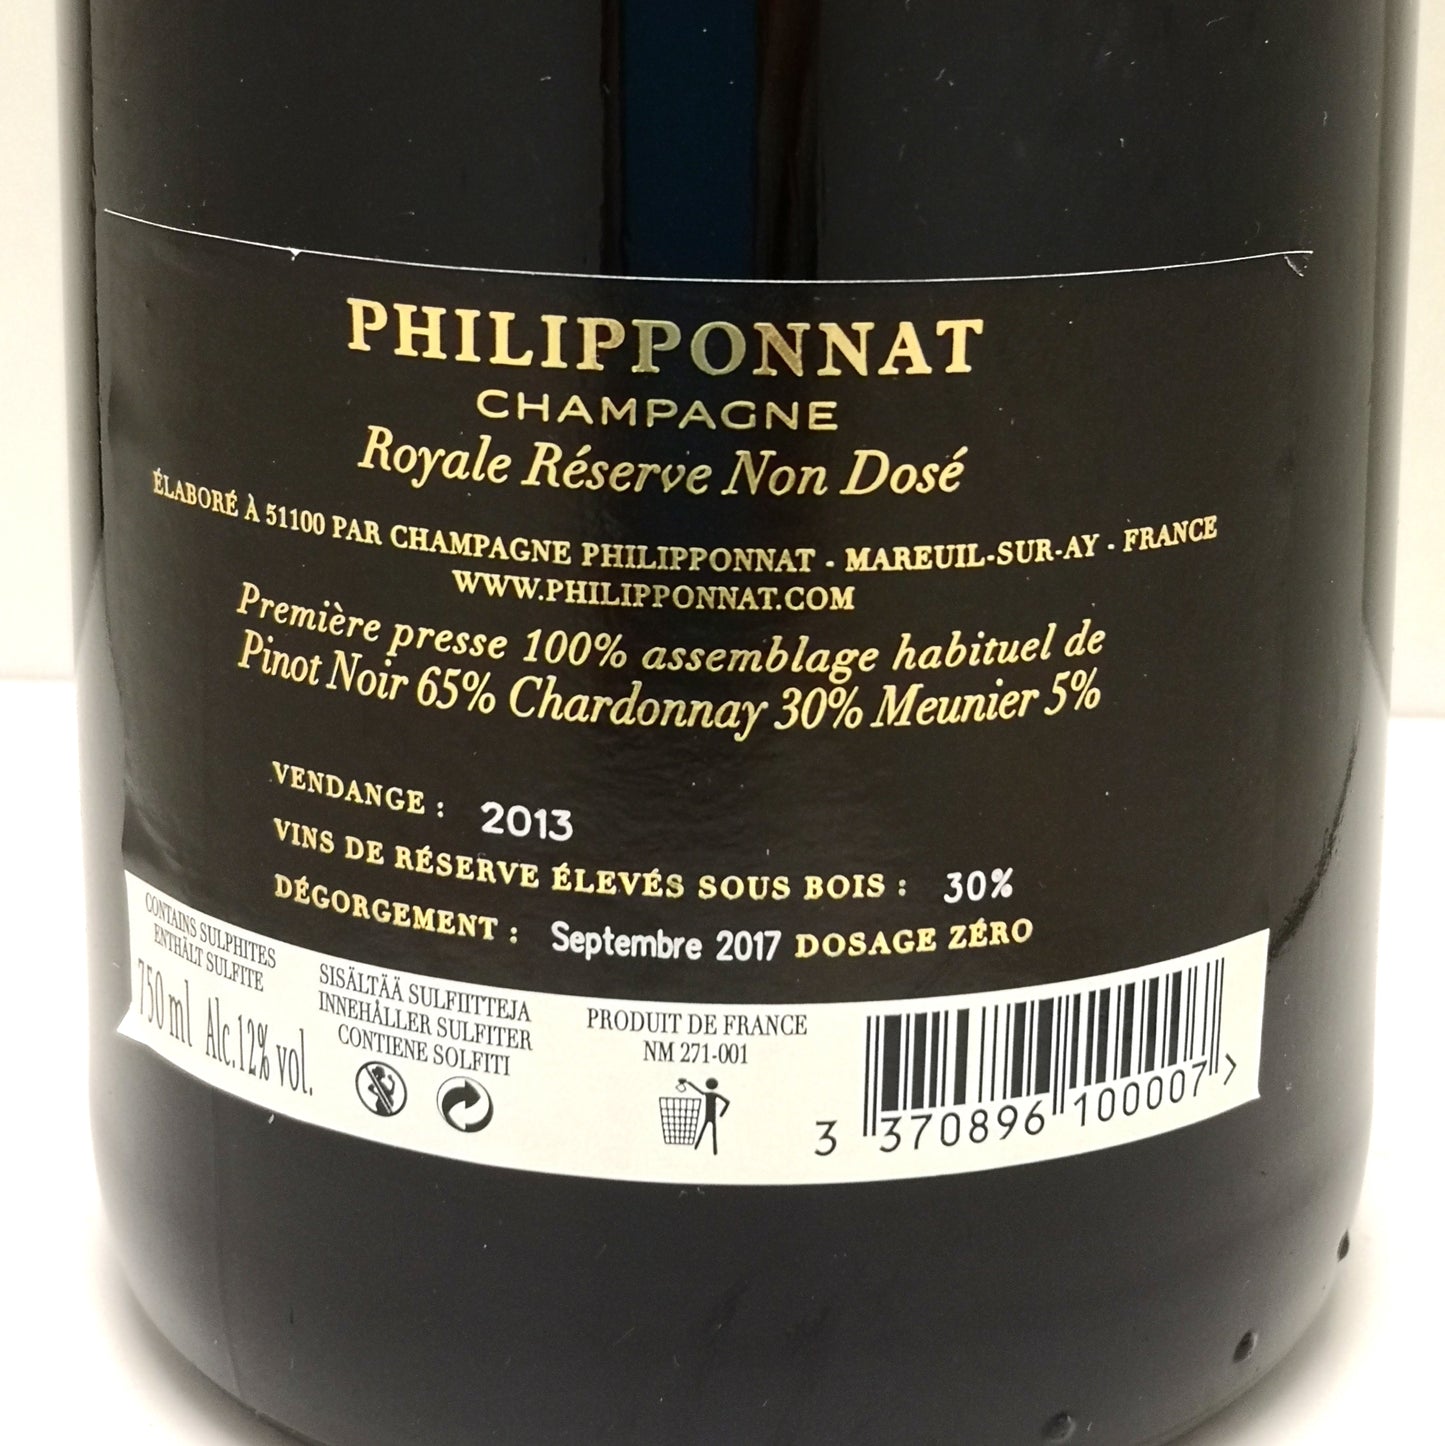 PHILIPPONNAT
CHAMPAGNE
Royale Réserve Non Dosé
ÉLABORÉ À 51100 PAR CHAMPAGNE PHILIPPONNAT - MAREUIL-SUR-AY - FRANCE
WWW.PHILIPPONNAT.COM
Première presse 100% assemblage habituel de
Pinot Noir 65% Chardonnay 30% Meunier 5%
VENDANGE : 2013
VINS DE RÉSERVE ÉLEVÉS SOUS BOIS : 30%
DÉGORGEMENT : Septembre 2017 DOSAGE ZÉRO
CONTAINS SULPHITES
ENTHÄLT SULFITE
750 ml Alc.12% vol.
SISÄLTÄÄ SULFIITTEJA
INNEHÅLLER SULFITER
CONTIENE SOLFITI
PRODUIT DE FRANCE
NM 271-001
3 370896 100007 >